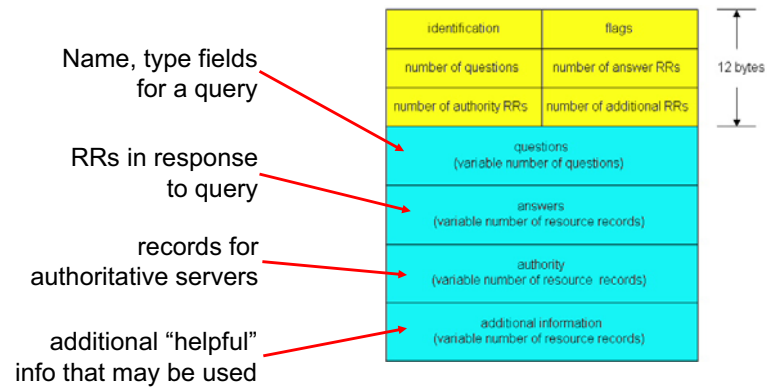 identification flags
Name, type fields
for a query
number of questions number of answer RRs 12 bytes
number of authority RRs number of additional RRs
questions
(variable number of questions)
RRs in response
to query
answers
(variable number of resource records)
records for
authoritative servers
authority
(variable number of resource records)
additional “helpful”
info that may be used
additional information
(variable number of resource records)